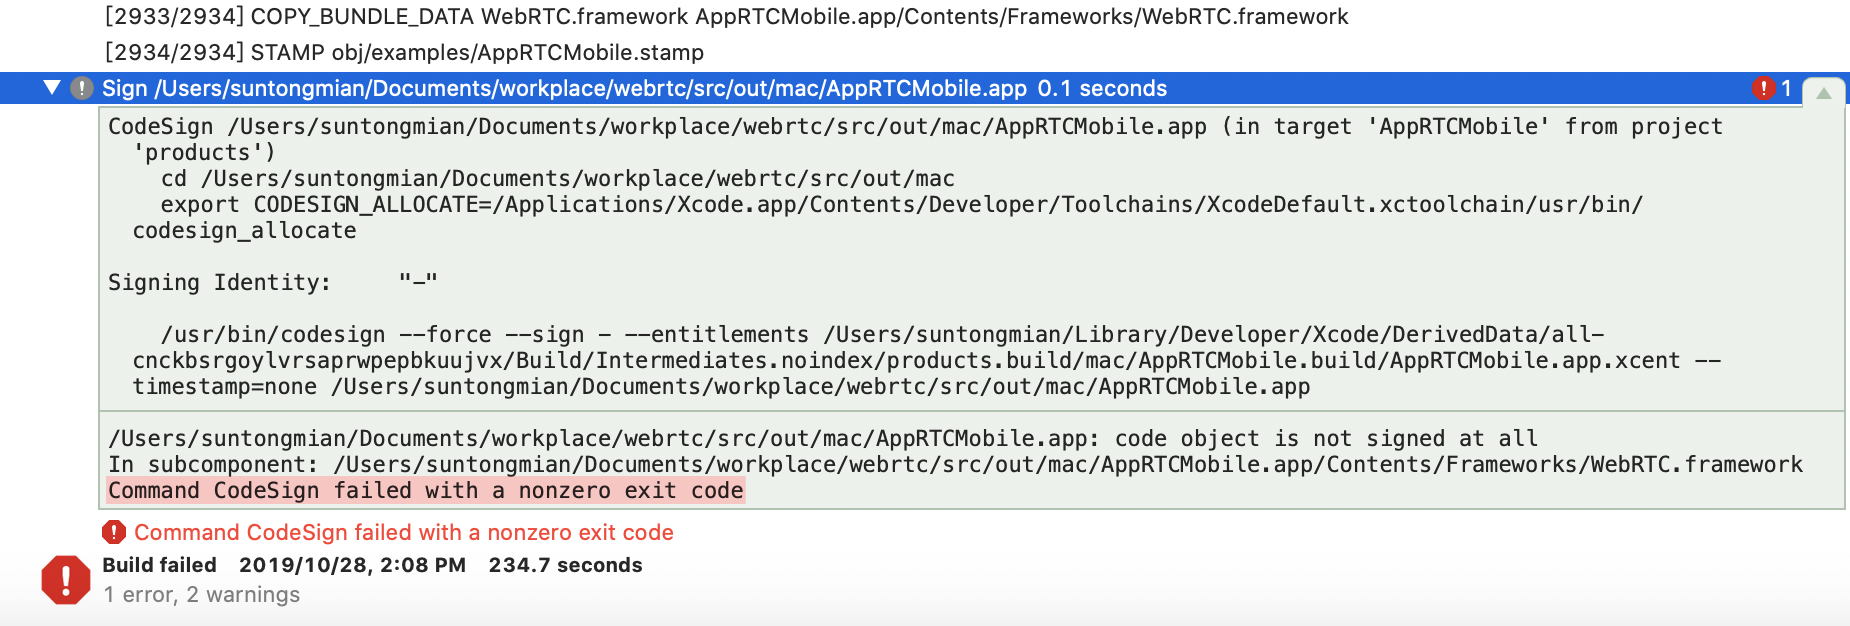 [2933/2934] COPY_BUNDLE_DATA WebRTC.framework AppRTCMobile.app/Contents/Frameworks/WebRTC.framework
[2934/2934] STAMP obj/examples/AppRTCMobile.stamp
Sign /Users/suntongmian/Documents/workplace/webrtc/src/out/mac/AppRTCMobile.app 0.1 seconds 1
CodeSign /Users/suntongmian/Documents/workplace/webrtc/src/out/mac/AppRTCMobile.app (in target 'AppRTCMobile' from project
'products')
cd /Users/suntongmian/Documents/workplace/webrtc/src/out/mac
export CODESIGN_ALLOCATE=/Applications/Xcode.app/Contents/Developer/Toolchains/XcodeDefault.xctoolchain/usr/bin/
codesign_allocate
Signing Identity: "-"
/usr/bin/codesign --force --sign - --entitlements /Users/suntongmian/Library/Developer/Xcode/DerivedData/all-
cnckbsrgoylvrsaprwpepbkuujvx/Build/Intermediates.noindex/products.build/mac/AppRTCMobile.build/AppRTCMobile.app.xcent --
timestamp=none /Users/suntongmian/Documents/workplace/webrtc/src/out/mac/AppRTCMobile.app
/Users/suntongmian/Documents/workplace/webrtc/src/out/mac/AppRTCMobile.app: code object is not signed at all
In subcomponent: /Users/suntongmian/Documents/workplace/webrtc/src/out/mac/AppRTCMobile.app/Contents/Frameworks/WebRTC.framework
Command CodeSign failed with a nonzero exit code
Command CodeSign failed with a nonzero exit code
Build failed 2019/10/28, 2:08 PM 234.7 seconds
1 error, 2 warnings